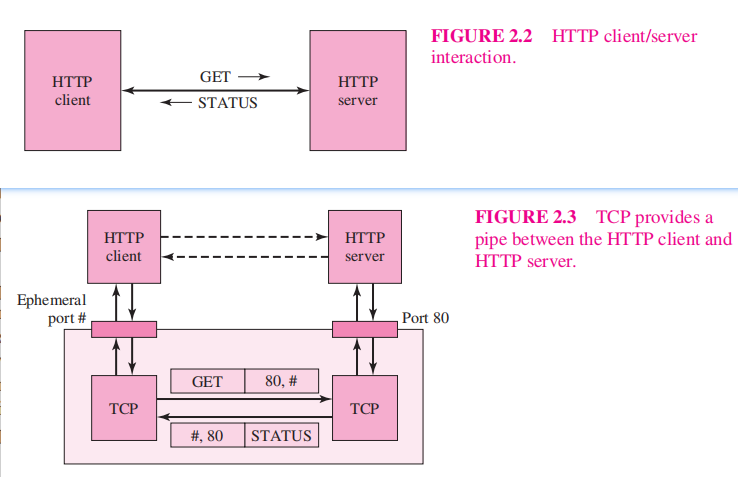 FIGURE 2.2 HTTP client/server
interaction.
HTTP
client
GET
STATUS
HTTP
server
FIGURE 2.3 TCP provides a
pipe between the HTTP client and
HTTP server.
HTTP
client
HTTP
server
Ephemeral
port #
Port 80
TCP
GET
80, #
#, 80
STATUS
TCP